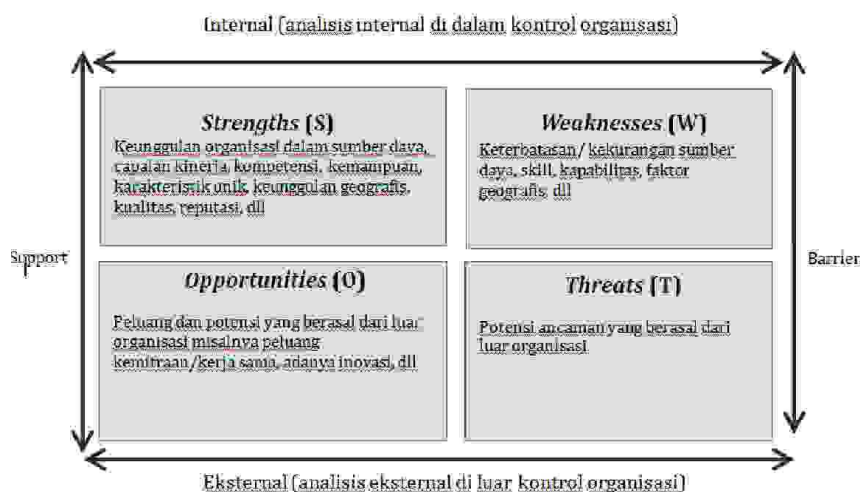 Internal (analisis internal di dalam kontrol organisasi)
Strengths (S)
Keunggulan organisasi dalam sumber daya,
capaian kinerja, kompetensi, kemampuan,
karakteristik unik, keunggulan geografis,
kualitas, reputasi, dll
Weaknesses (W)
Keterbatasan/ kekurangan sumber
daya, skill, kapabilitas, faktor
geografis, dll
Support
Barrier
Opportunities (O)
Peluang dan potensi yang berasal dari luar
organisasi misalnya peluang
kemitraan/kerja sama, adanya inovasi, dll
Threats (T)
Potensi ancaman yang berasal dari
luar organisasi
Eksternal (analisis eksternal di luar kontrol organisasi)